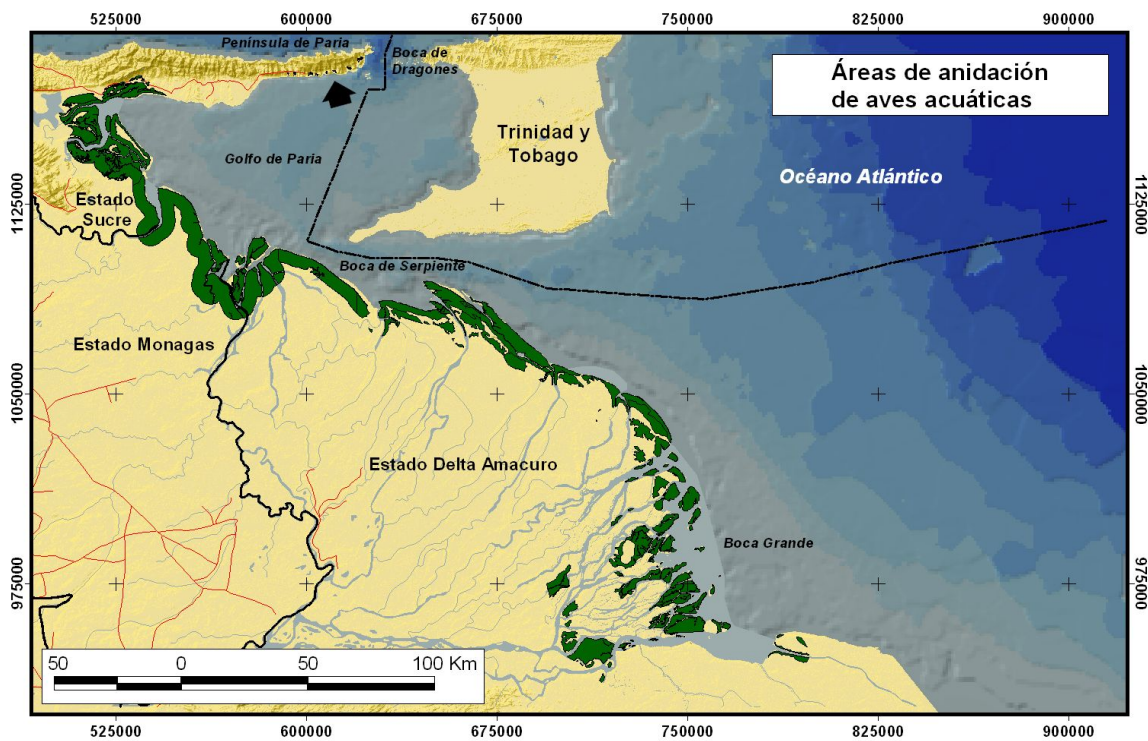 525000 600000 675000 750000 825000 900000
Península de Paria
Boca de
Dragones
Áreas de anidación
de aves acuáticas
Trinidad y
Tobago
Golfo de Paria
Océano Atlántico
1125000
1125000
Estado
Sucre
Boca de Serpiente
Estado Monagas
1050000
1050000
Estado Delta Amacuro
Boca Grande
975000
975000
50 0 50 100 Km
525000 600000 675000 750000 825000 900000